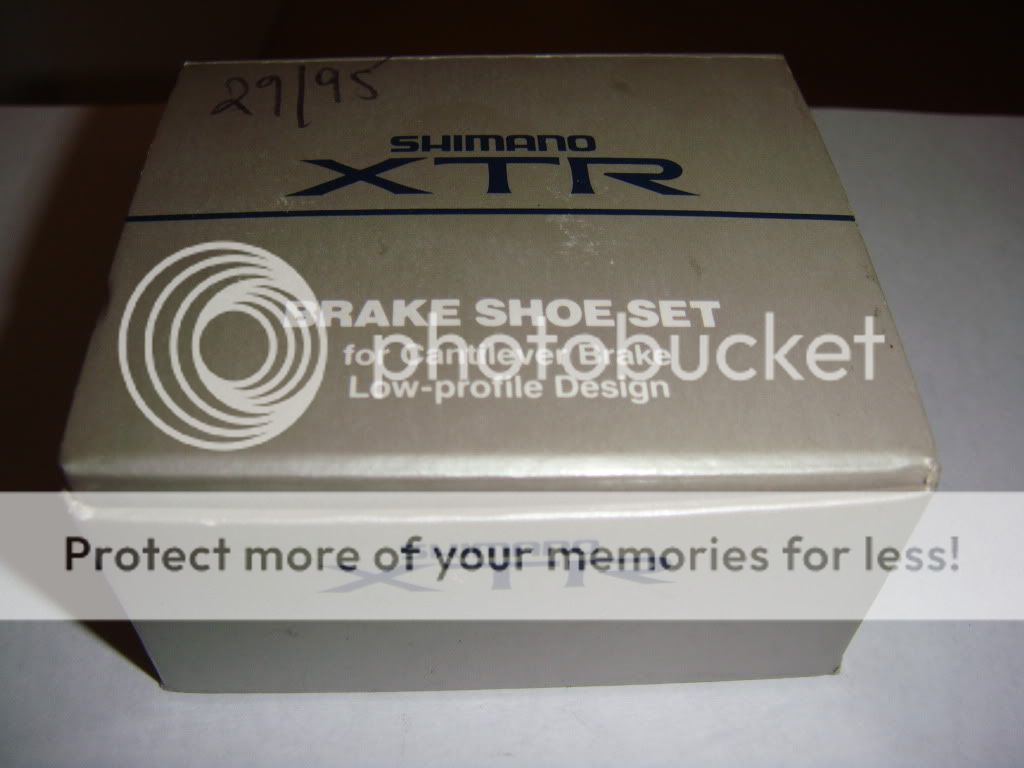 29/95
SHIMANO
XTR
BRAKE SHOE SET
for Cantilever Brake
Low-profile Design
photobucket
Protect more of your memories for less!
SHIMANO
XTR